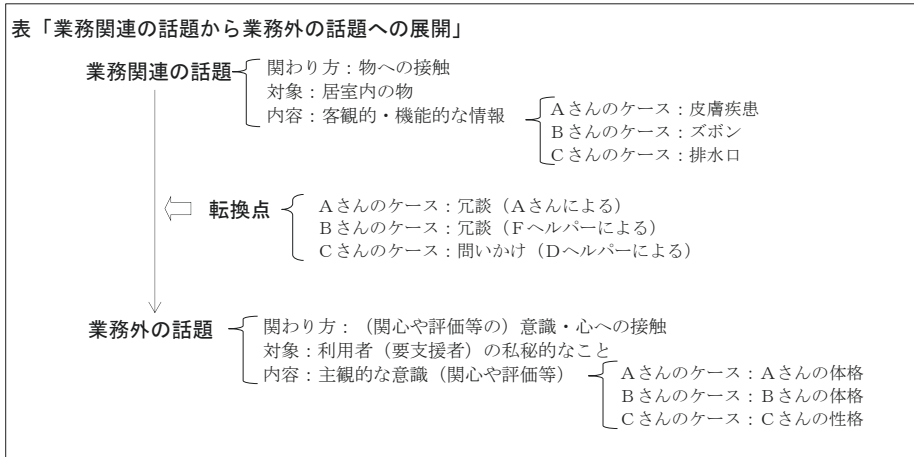 表「業務関連の話題から業務外の話題への展開」
業務関連の話題
関わり方：物への接触
対象：居室内の物
内容：客観的・機能的な情報
Aさんのケース：皮膚疾患
Bさんのケース：ズボン
Cさんのケース：排水口
転換点
Aさんのケース：冗談（Aさんによる）
Bさんのケース：冗談（Fヘルパーによる）
Cさんのケース：問いかけ（Dヘルパーによる）
業務外の話題
関わり方：（関心や評価等の）意識・心への接触
対象：利用者（要支援者）の私秘的なこと
内容：主観的な意識（関心や評価等）
Aさんのケース：Aさんの体格
Bさんのケース：Bさんの体格
Cさんのケース：Cさんの性格